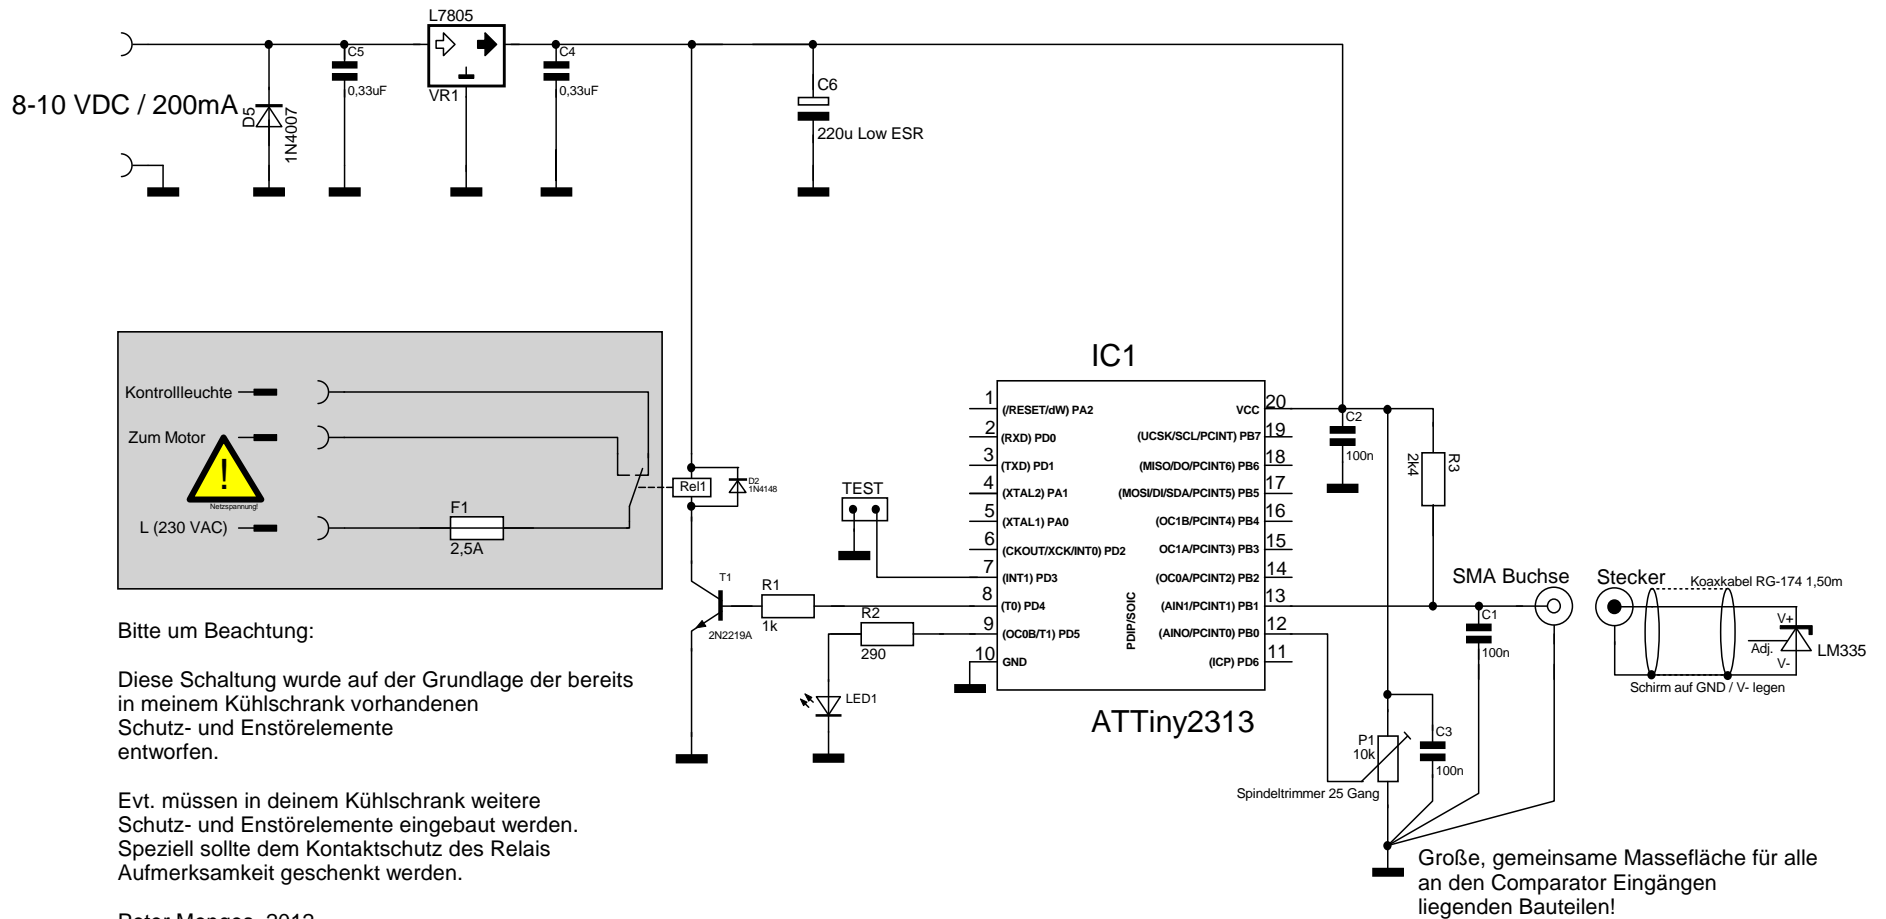 L7805
C5
C4
0,33uF
0,33uF
VR1
C6
220u Low ESR
8-10 VDC / 200mA
D5
1N4007
Kontrollleuchte
Zum Motor
!
Netzspannung!
L (230 VAC)
F1
2,5A
Rel1
D2
1N4148
TEST
T1
2N2219A
R1
1k
R2
290
LED1
IC1
1 (/RESET/dW) PA2
2 (RXD) PD0
3 (TXD) PD1
4 (XTAL2) PA1
5 (XTAL1) PA0
6 (CKOUT/XCK/INT0) PD2
7 (INT1) PD3
8 (T0) PD4
9 (OC0B/T1) PD5
10 GND
VCC 20
(UCSK/SCL/PCINT) PB7 19
(MISO/DO/PCINT6) PB6 18
(MOSI/DI/SDA/PCINT5) PB5 17
(OC1B/PCINT4) PB4 16
OC1A/PCINT3) PB3 15
(OC0A/PCINT2) PB2 14
(AIN1/PCINT1) PB1 13
(AINO/PCINT0) PB0 12
(ICP) PD6 11
PDIP/SOIC
ATTiny2313
C2
100n
R3
2k4
C1
100n
SMA Buchse
Stecker
Koaxkabel RG-174 1,50m
V+
Adj.
V-
LM335
Schirm auf GND / V- legen
P1
10k
C3
100n
Spindeltrimmer 25 Gang
Große, gemeinsame Massefläche für alle
an den Comparator Eingängen
liegenden Bauteilen!
Bitte um Beachtung:
Diese Schaltung wurde auf der Grundlage der bereits
in meinem Kühlschrank vorhandenen
Schutz- und Enstörelemente
entworfen.
Evt. müssen in deinem Kühlschrank weitere
Schutz- und Enstörelemente eingebaut werden.
Speziell sollte dem Kontaktschutz des Relais
Aufmerksamkeit geschenkt werden.
2012